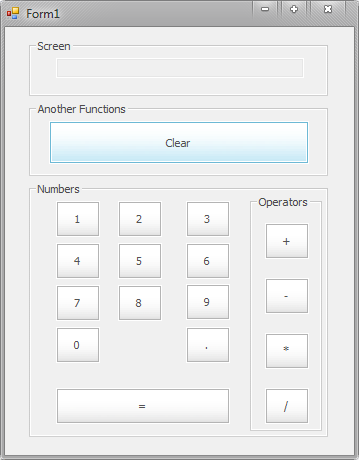 Form1
Screen
Another Functions
Clear
Numbers
Operators
1 2 3
+
4 5 6
-
7 8 9
*
0 .
=
/